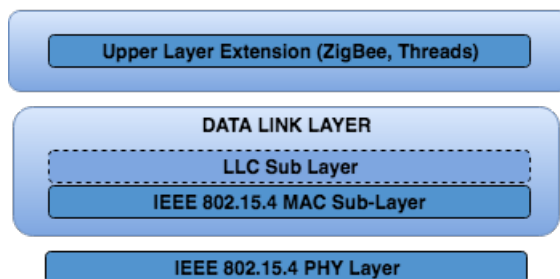 Upper Layer Extension (ZigBee, Threads)
DATA LINK LAYER
LLC Sub Layer
IEEE 802.15.4 MAC Sub-Layer
IEEE 802.15.4 PHY Layer